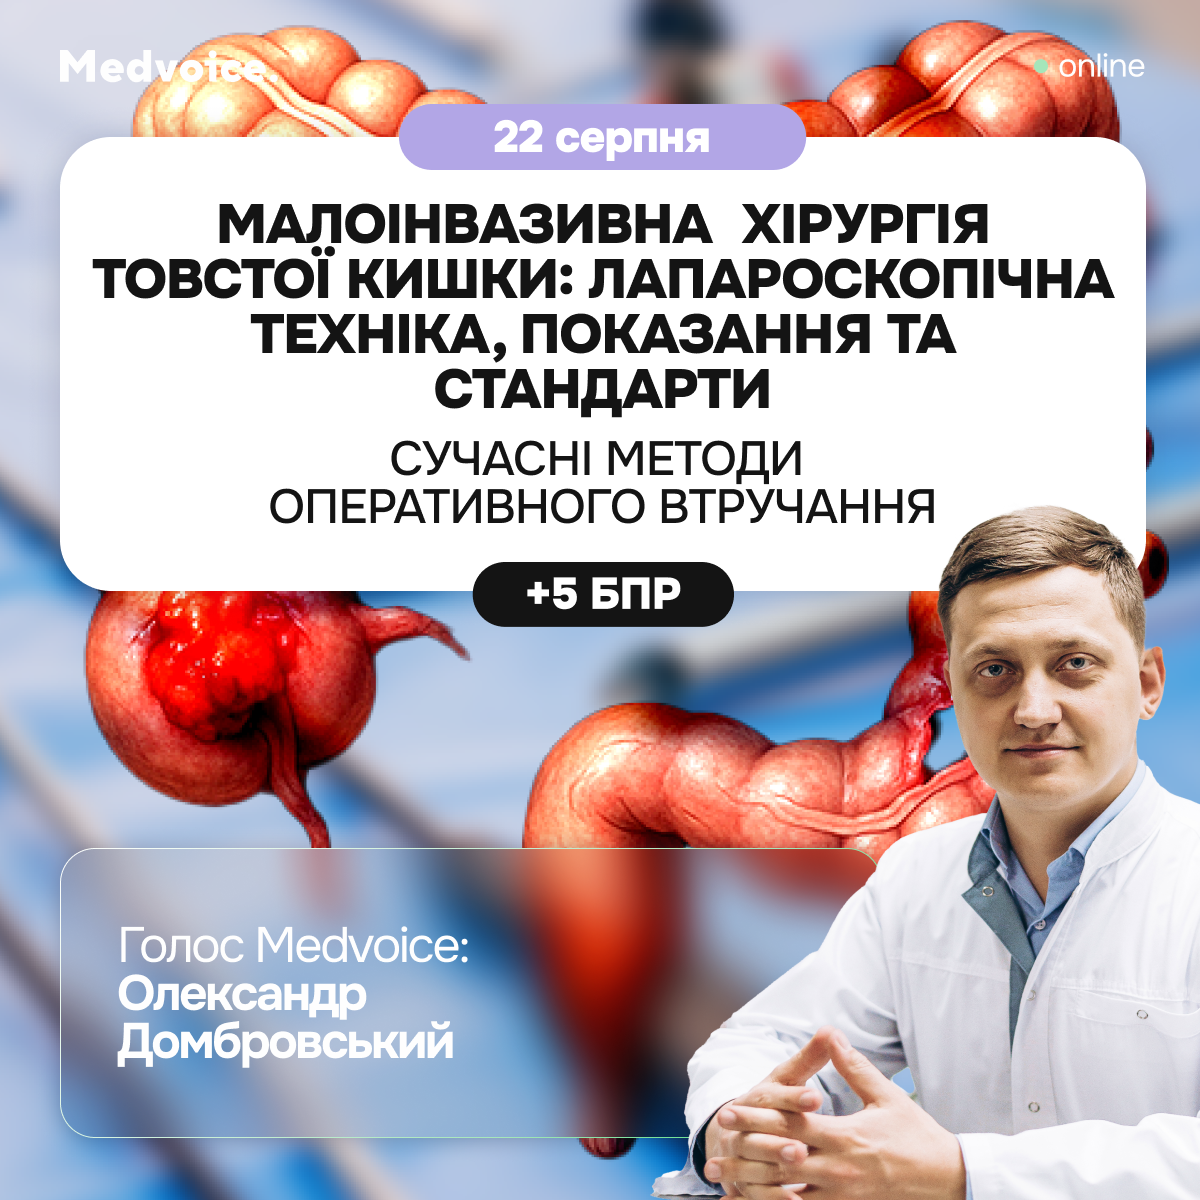 Medvoice.
online
22 серпня
МАЛОІНВАЗИВНА ХІРУРГІЯ
ТОВСТОЇ КИШКИ: ЛАПАРОСКОПІЧНА
ТЕХНІКА, ПОКАЗАННЯ ТА
СТАНДАРТИ
СУЧАСНІ МЕТОДИ
ОПЕРАТИВНОГО ВТРУЧАННЯ
+5 БПР
Голос Medvoice:
Олександр
Домбровський